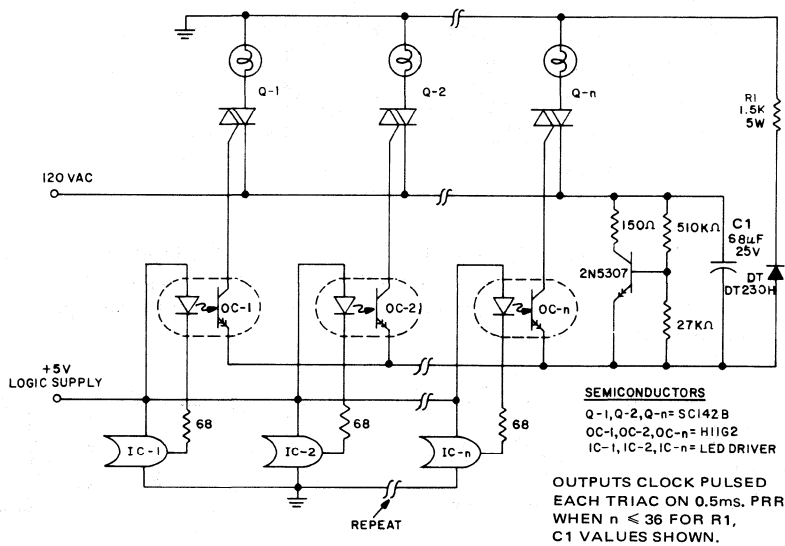 Q-1
Q-2
Q-n
R1
1.5K
5W
120 VAC
150Ω
510KΩ
C1
68µF
25V
2N5307
DT
DT230H
27KΩ
OC-1
OC-2
OC-n
+5V
LOGIC SUPPLY
68
68
68
IC-1
IC-2
IC-n
REPEAT
SEMICONDUCTORS
Q-1, Q-2, Q-n= SC142B
OC-1, OC-2, OC-n= H11G2
IC-1, IC-2, IC-n= LED DRIVER
OUTPUTS CLOCK PULSED
EACH TRIAC ON 0.5ms. PRR
WHEN n ⩽ 36 FOR R1,
C1 VALUES SHOWN.